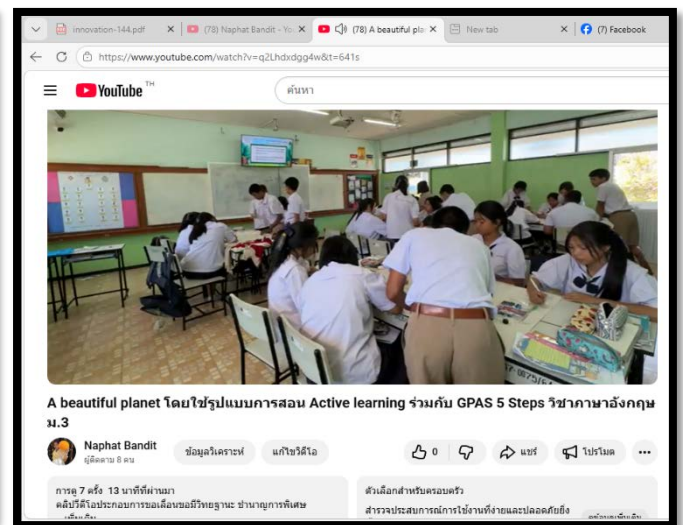 innovation-144.pdf
(78) Naphat Bandit - Yo
(78) A beautiful plan
New tab
(7) Facebook
https://www.youtube.com/watch?v=q2Lhdxdgg4w&t=641s
YouTube TH
ค้นหา
A beautiful planet โดยใช้รูปแบบการสอน Active learning ร่วมกับ GPAS 5 Steps วิชาภาษาอังกฤษ
ม.3
Naphat Bandit
ผู้ติดตาม 8 คน
ข้อมูลวิเคราะห์
แก้ไขวิดีโอ
0
แชร์
โปรโมต
การดู 7 ครั้ง 13 นาทีที่ผ่านมา
คลิปวีดีโอประกอบการขอเลื่อนขอมีวิทยฐานะ ชำนาญการพิเศษ
...เพิ่มเติม
ตัวเลือกสำหรับครอบครัว
สำรวจประสบการณ์การใช้งานที่ง่ายและปลอดภัยยิ่ง